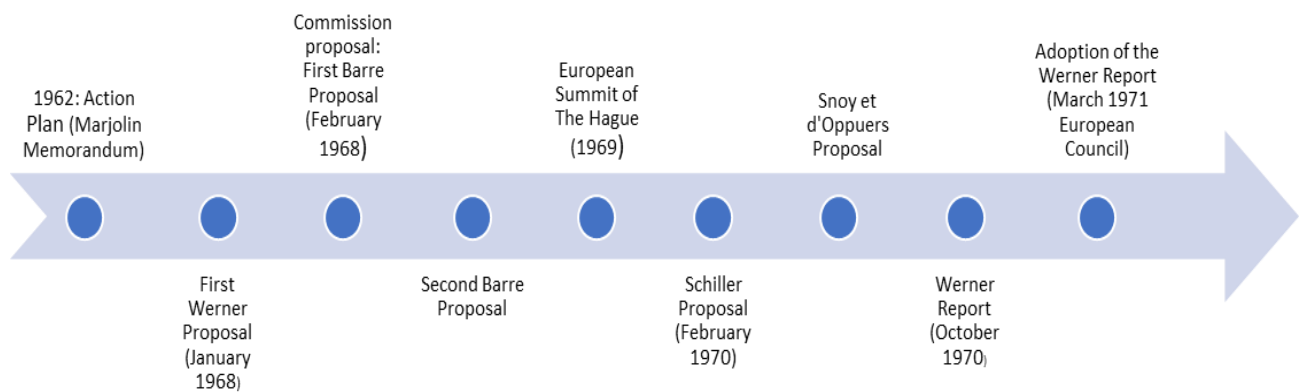 1962: Action
Plan (Marjolin
Memorandum)
First
Werner
Proposal
(January
1968)
Commission
proposal:
First Barre
Proposal
(February
1968)
Second Barre
Proposal
European
Summit of
The Hague
(1969)
Schiller
Proposal
(February
1970)
Snoy et
d'Oppuers
Proposal
Werner
Report
(October
1970)
Adoption of the
Werner Report
(March 1971
European
Council)